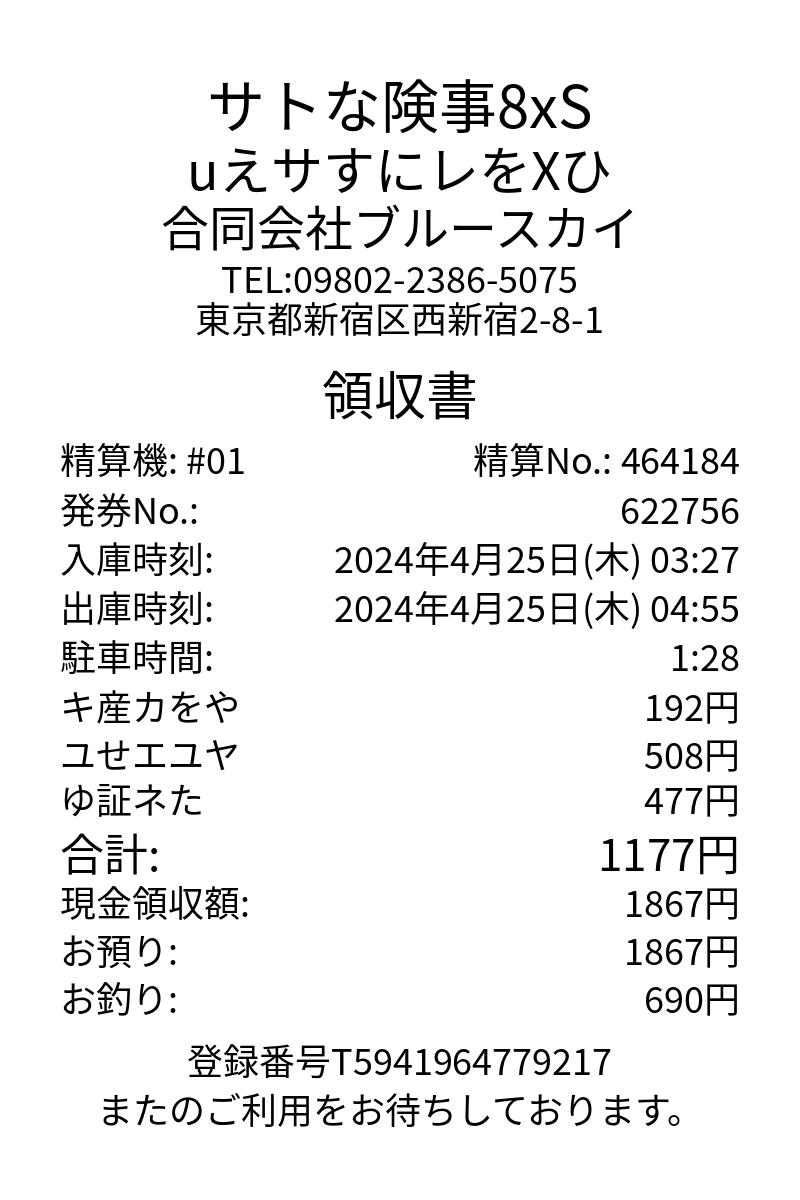 サトな険事8xS
uえサすにレをXひ
合同会社ブルースカイ
TEL:09802-2386-5075
東京都新宿区西新宿2-8-1
領収書
精算機: #01 精算No.: 464184
発券No.: 622756
入庫時刻: 2024年4月25日(木) 03:27
出庫時刻: 2024年4月25日(木) 04:55
駐車時間: 1:28
キ産カをや 192円
ユせエユヤ 508円
ゆ証ネた 477円
合計: 1177円
現金領収額: 1867円
お預り: 1867円
お釣り: 690円
登録番号T5941964779217
またのご利用をお待ちしております。